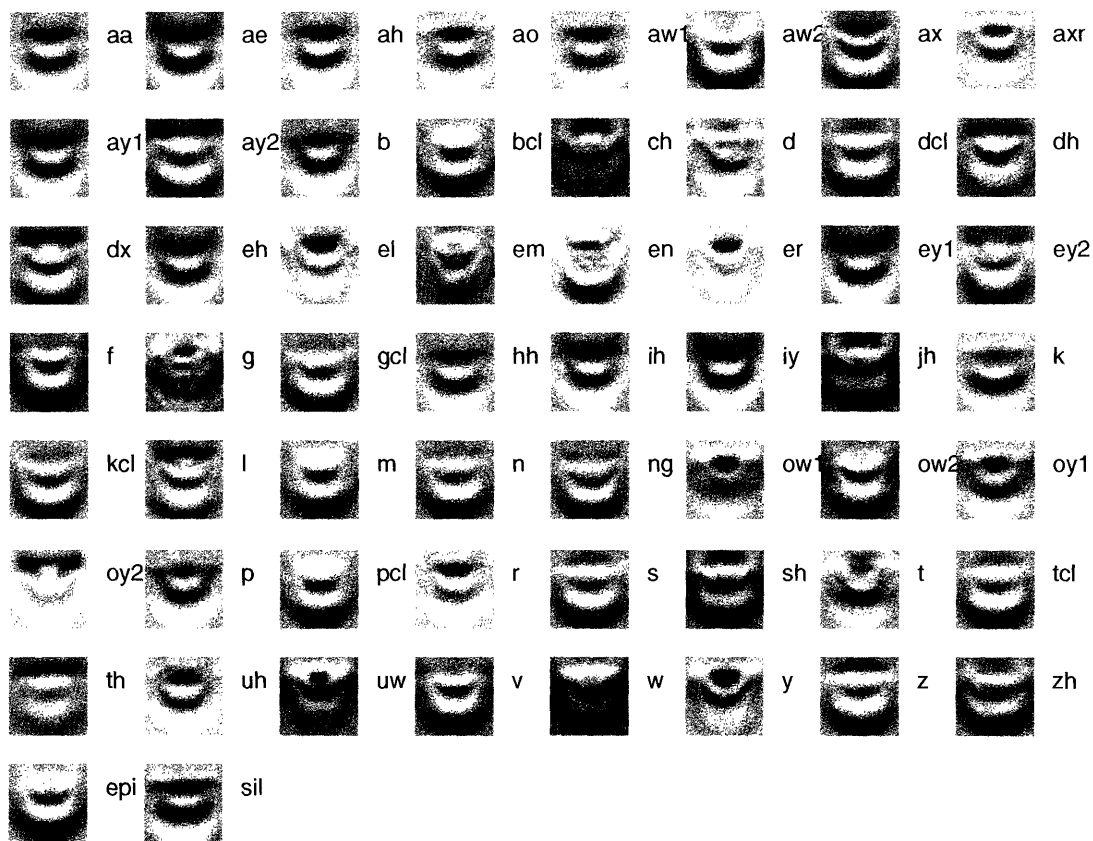 aa ae ah ao aw1 aw2 ax axr
ay1 ay2 b bcl ch d dcl dh
dx eh el em en er ey1 ey2
f g gcl hh ih iy jh k
kcl l m n ng ow1 ow2 oy1
oy2 p pcl r s sh t tcl
th uh uw v w y z zh
epi sil